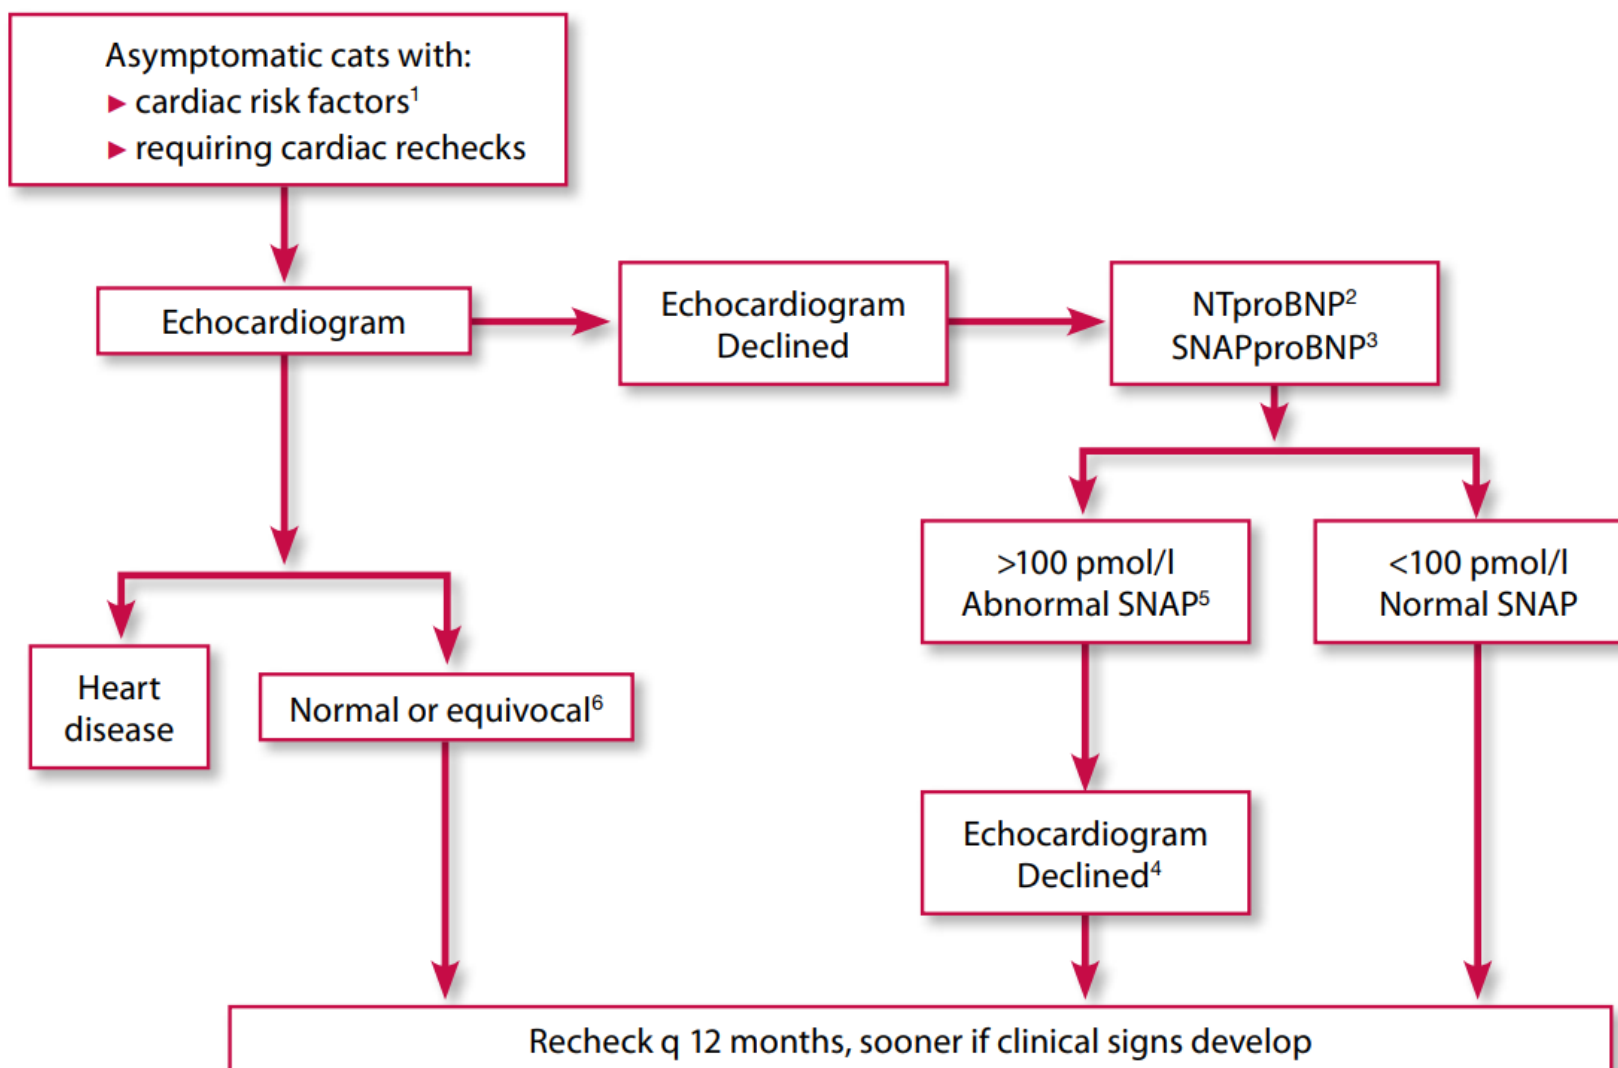 Asymptomatic cats with:
► cardiac risk factors¹
► requiring cardiac rechecks
Echocardiogram
Echocardiogram
Declined
NTproBNP²
SNAPproBNP³
>100 pmol/l
Abnormal SNAP⁵
<100 pmol/l
Normal SNAP
Heart
disease
Normal or equivocal⁶
Echocardiogram
Declined⁴
Recheck q 12 months, sooner if clinical signs develop